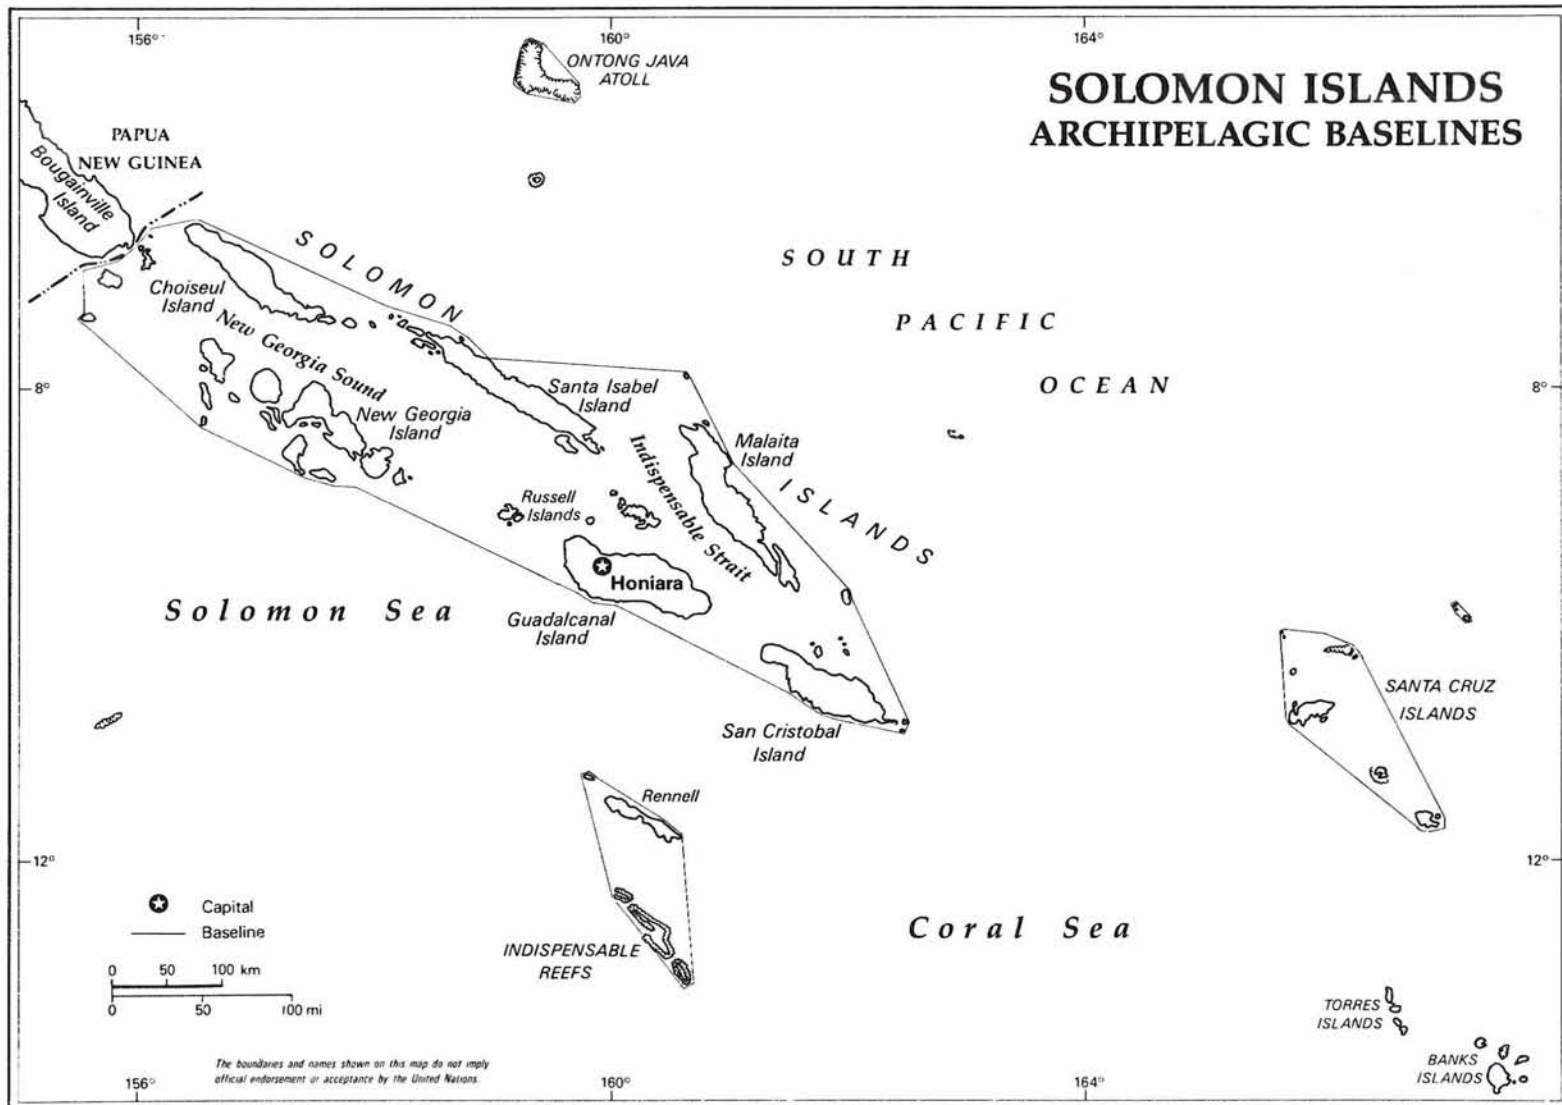 156°
160°
164°
ONTONG JAVA
ATOLL
SOLOMON ISLANDS
ARCHIPELAGIC BASELINES
PAPUA
NEW GUINEA
Bougainville
Island
SOLOMON
SOUTH
Choiseul
Island
PACIFIC
New Georgia Sound
8°
OCEAN
8°
Santa Isabel
Island
New Georgia
Island
Malaita
Island
Indispensable Strait
ISLANDS
Russell
Islands
Honiara
Solomon Sea
Guadalcanal
Island
SANTA CRUZ
ISLANDS
San Cristobal
Island
Rennell
12°
12°
Capital
Baseline
Coral Sea
INDISPENSABLE
REEFS
0 50 100 km
0 50 100 mi
TORRES
ISLANDS
BANKS
ISLANDS
The boundaries and names shown on this map do not imply
official endorsement or acceptance by the United Nations.
156°
160°
164°